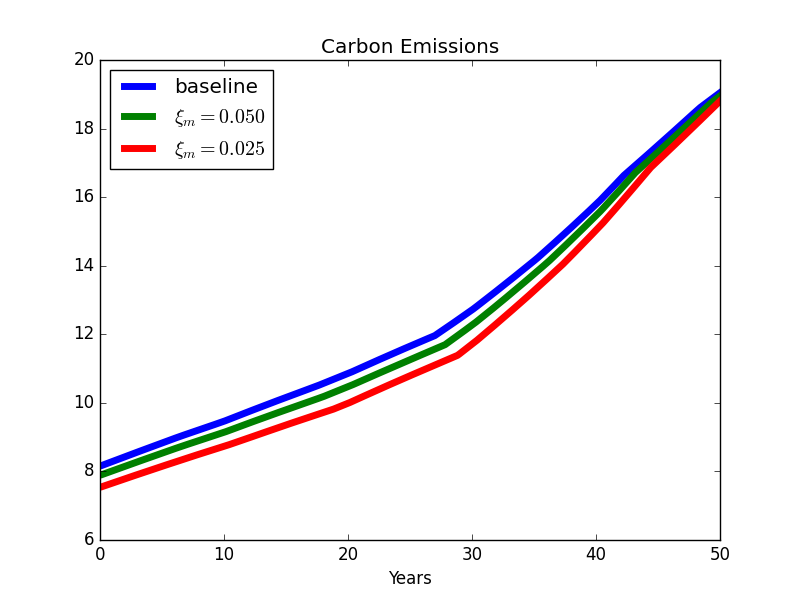 Carbon Emissions
20
18
16
14
12
10
8
6
baseline
ξₘ = 0.050
ξₘ = 0.025
0 10 20 30 40 50
Years